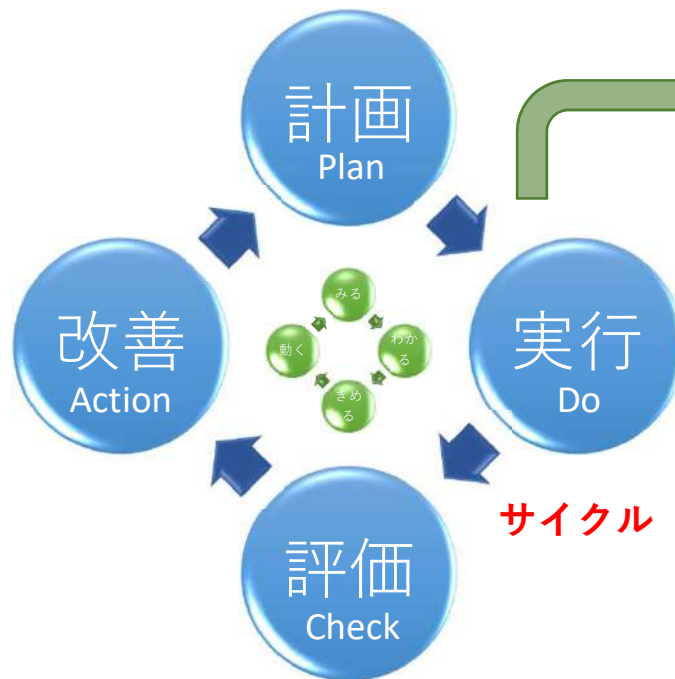 計画
Plan
みる
改善
Action
動く
わか
る
実行
Do
きめ
る
サイクル
評価
Check